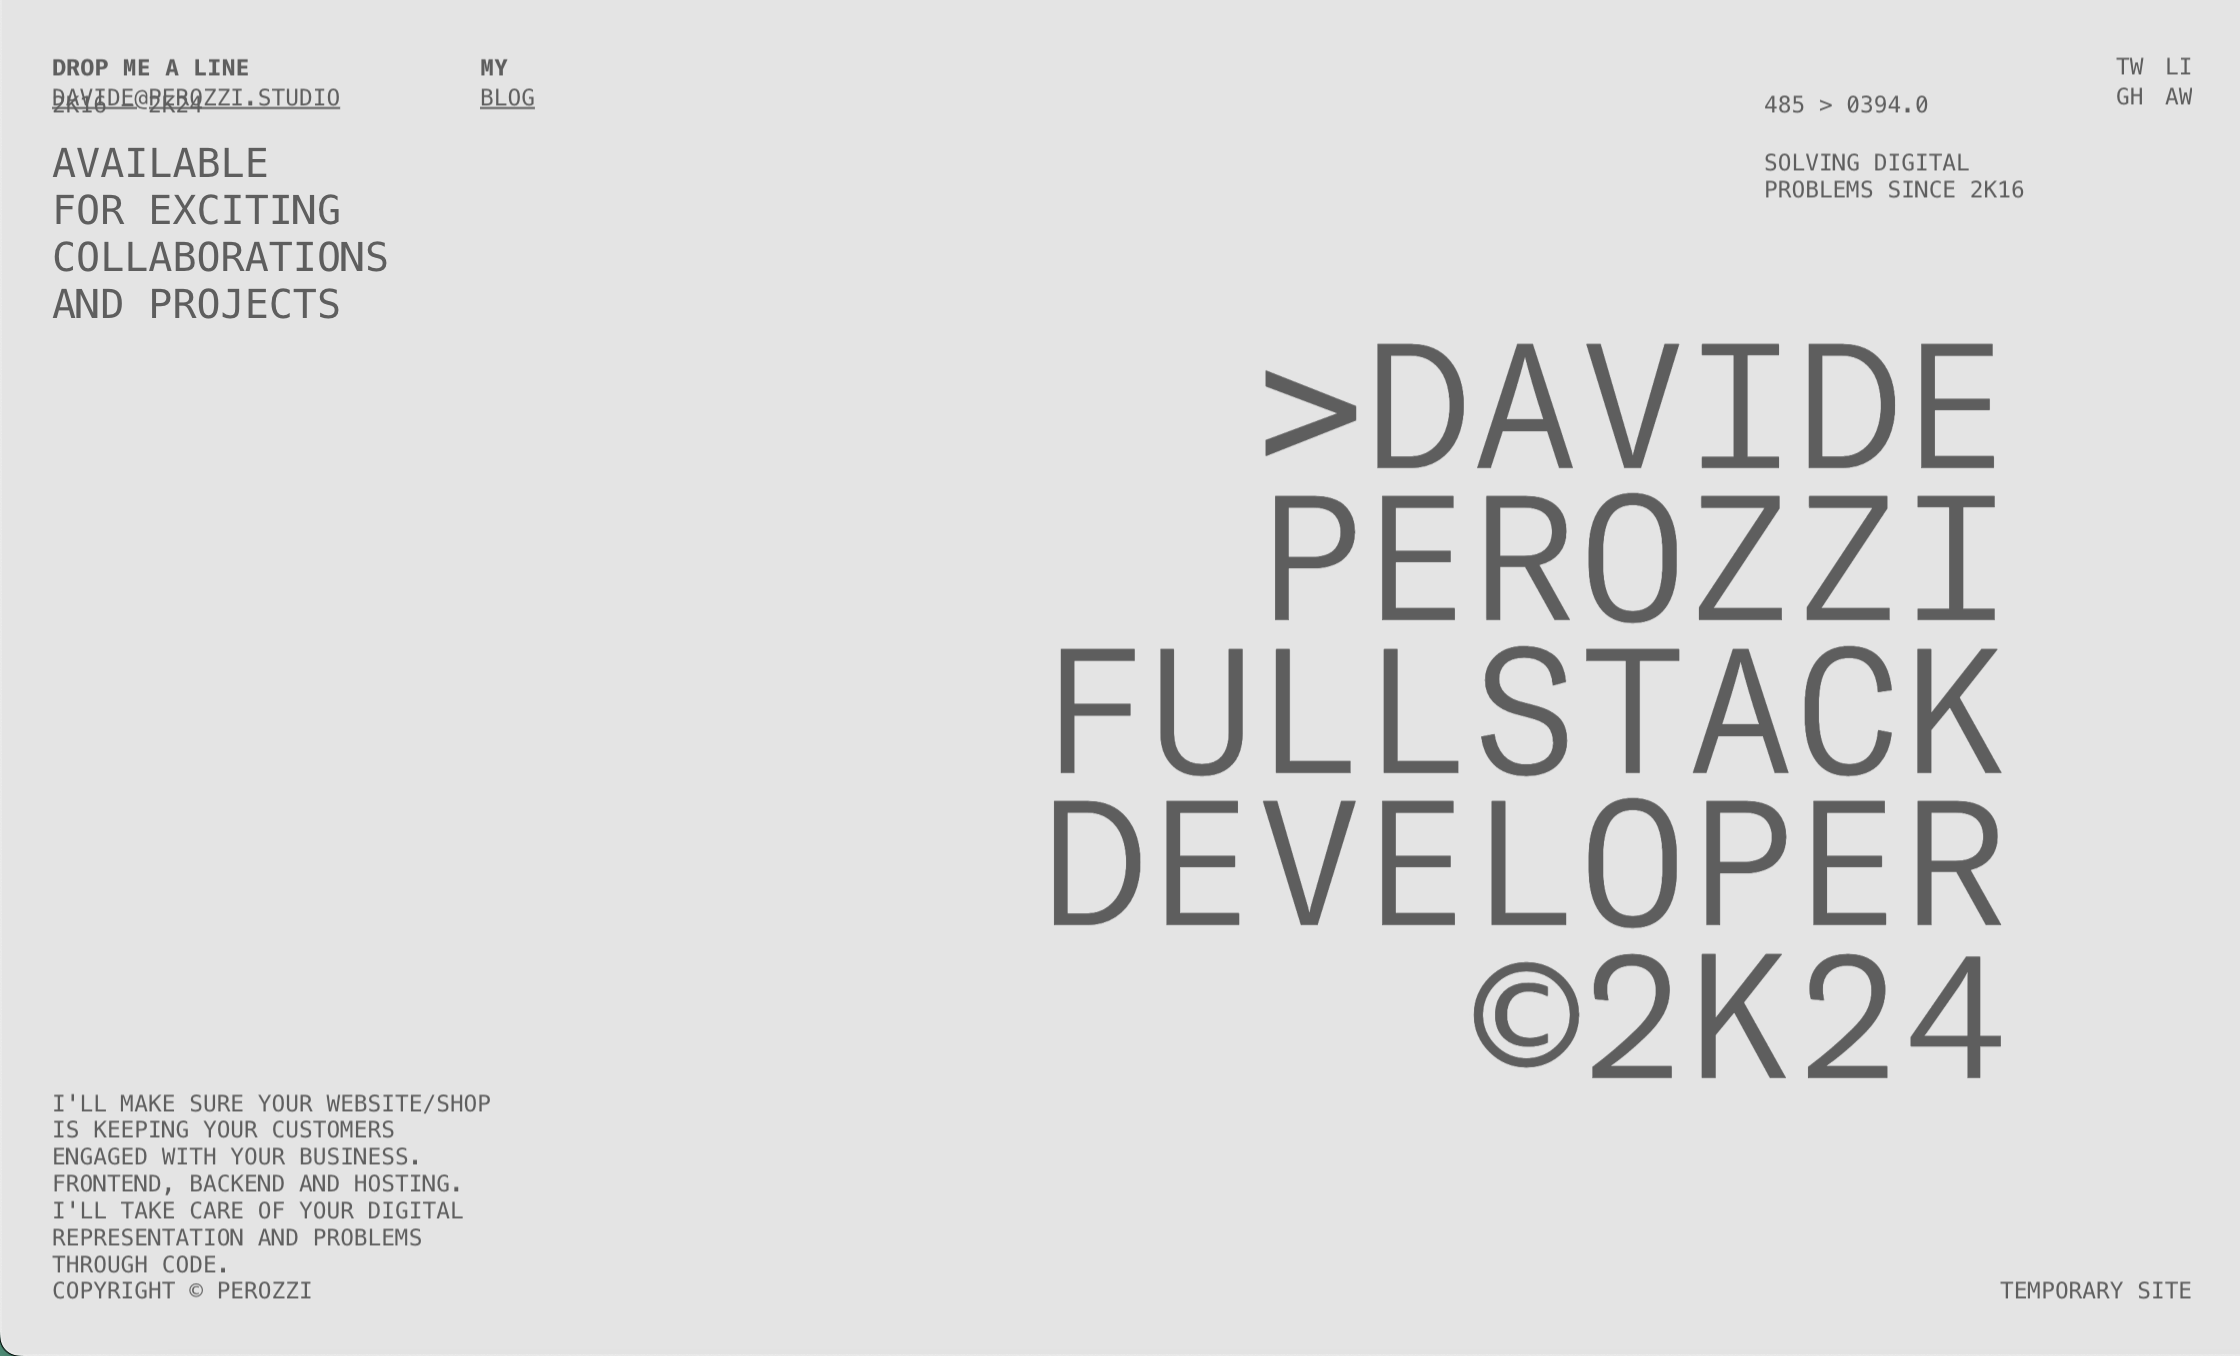 DROP ME A LINE
DAVIDE@PEROZZI.STUDIO
2K16 - 2K24
MY
BLOG
485 > 0394.0
TW LI
GH AW
AVAILABLE
FOR EXCITING
COLLABORATIONS
AND PROJECTS
SOLVING DIGITAL
PROBLEMS SINCE 2K16
>DAVIDE
PEROZZI
FULLSTACK
DEVELOPER
©2K24
I'LL MAKE SURE YOUR WEBSITE/SHOP
IS KEEPING YOUR CUSTOMERS
ENGAGED WITH YOUR BUSINESS.
FRONTEND, BACKEND AND HOSTING.
I'LL TAKE CARE OF YOUR DIGITAL
REPRESENTATION AND PROBLEMS
THROUGH CODE.
COPYRIGHT © PEROZZI
TEMPORARY SITE